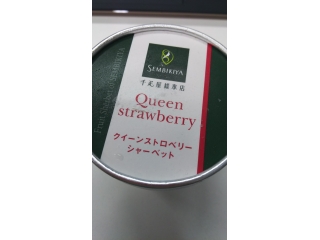 SEMBIKIYA
千疋屋総本店
Queen
strawberry
クイーンストロベリー
シャーベット